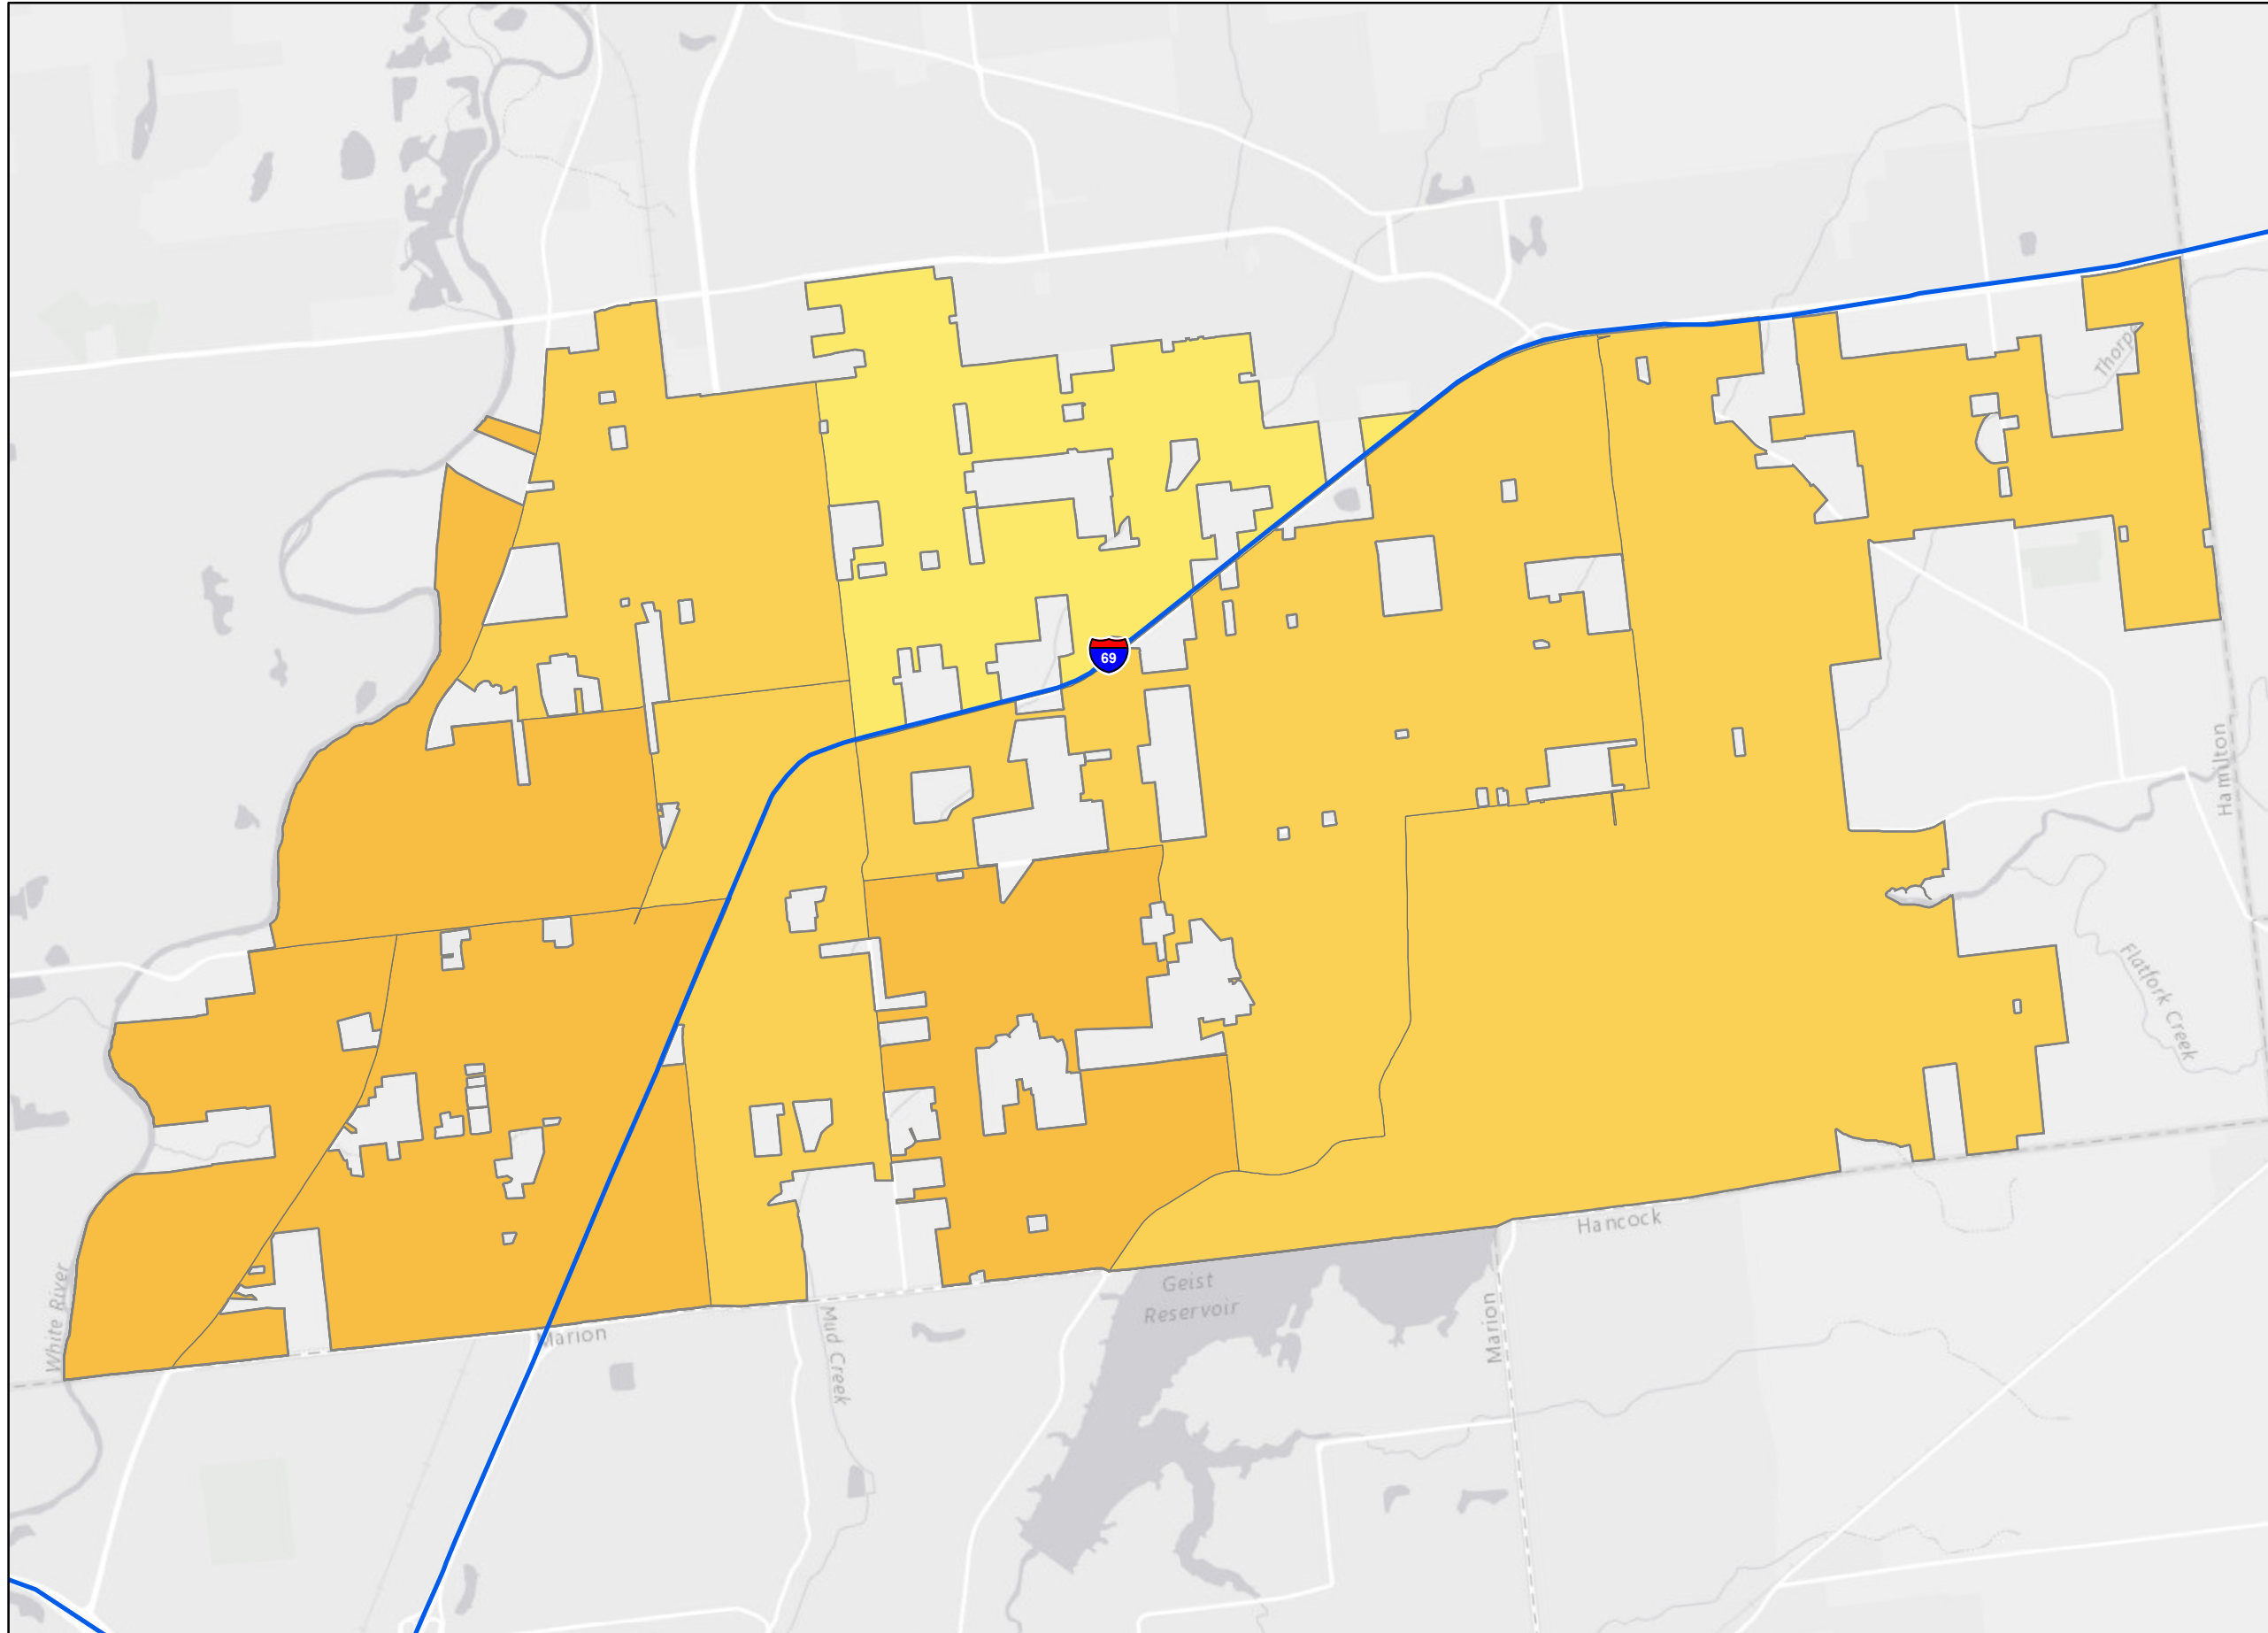 Thorpe
69
Hamilton
Flatfork Creek
Hancock
Geist
Reservoir
White River
Marion
Mud Creek
Marion